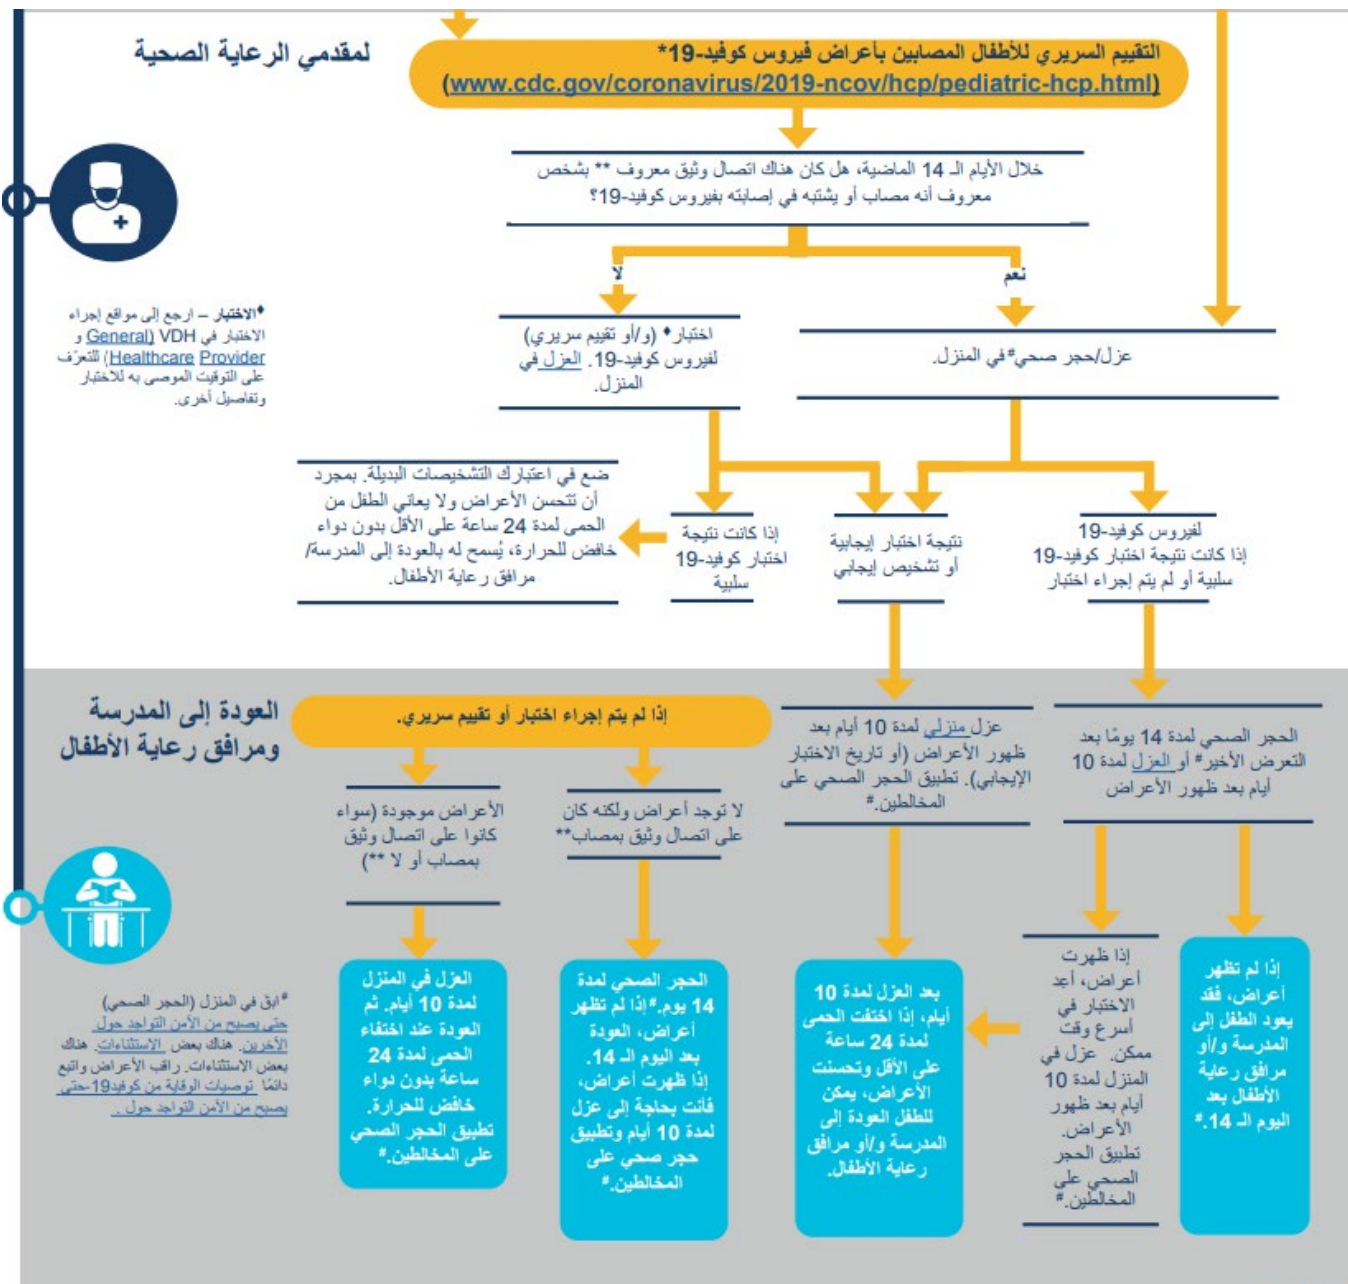 لمقدمي الرعاية الصحية
التقييم السريري للأطفال المصابين بأعراض فيروس كوفيد-19*
(www.cdc.gov/coronavirus/2019-ncov/hcp/pediatric-hcp.html)
خلال الأيام الـ 14 الماضية، هل كان هناك اتصال وثيق معروف ** بشخص
معروف أنه مصاب أو يشتبه في إصابته بفيروس كوفيد-19؟
نعم
لا
عزل/حجر صحي# في المنزل.
اختبار♦ (و/أو تقييم سريري)
لفيروس كوفيد-19. العزل في
المنزل.
♦الاختبار – ارجع إلى مواقع إجراء
الاختبار في VDH (General و
Healthcare Provider) للتعرّف
على التوقيت الموصى به للاختبار
وتفاصيل أخرى.
لفيروس كوفيد-19
إذا كانت نتيجة اختبار كوفيد-19
سلبية أو لم يتم إجراء اختبار
نتيجة اختبار إيجابية
أو تشخيص إيجابي
إذا كانت نتيجة
اختبار كوفيد-19
سلبية
ضع في اعتبارك التشخيصات البديلة. بمجرد
أن تتحسن الأعراض ولا يعاني الطفل من
الحمى لمدة 24 ساعة على الأقل بدون دواء
خافض للحرارة، يُسمح له بالعودة إلى المدرسة/
مرافق رعاية الأطفال.
العودة إلى المدرسة
ومرافق رعاية الأطفال
الحجر الصحي لمدة 14 يومًا بعد
التعرض الأخير# أو العزل لمدة 10
أيام بعد ظهور الأعراض
عزل منزلي لمدة 10 أيام بعد
ظهور الأعراض (أو تاريخ الاختبار
الإيجابي). تطبيق الحجر الصحي على
المخالطين.#
إذا لم يتم إجراء اختبار أو تقييم سريري.
لا توجد أعراض ولكنه كان
على اتصال وثيق بمصاب**
الأعراض موجودة (سواء
كانوا على اتصال وثيق
بمصاب أو لا **)
إذا لم تظهر
أعراض، فقد
يعود الطفل إلى
المدرسة و/أو
مرافق رعاية
الأطفال بعد
اليوم الـ 14.#
إذا ظهرت
أعراض، أعِد
الاختبار في
أسرع وقت
ممكن. عزل في
المنزل لمدة 10
أيام بعد ظهور
الأعراض.
تطبيق الحجر
الصحي على
المخالطين.#
بعد العزل لمدة 10
أيام، إذا اختفت الحمى
لمدة 24 ساعة
على الأقل وتحسنت
الأعراض، يمكن
للطفل العودة إلى
المدرسة و/أو مرافق
رعاية الأطفال.
الحجر الصحي لمدة
14 يوم.# إذا لم تظهر
أعراض، العودة
بعد اليوم الـ 14.
إذا ظهرت أعراض،
فأنت بحاجة إلى عزل
لمدة 10 أيام وتطبيق
حجر صحي على
المخالطين.#
العزل في المنزل
لمدة 10 أيام. ثم
العودة عند اختفاء
الحمى لمدة 24
ساعة بدون دواء
خافض للحرارة.
تطبيق الحجر الصحي
على المخالطين.#
#ابق في المنزل (الحجر الصحي)
حتى يصبح من الأمن التواجد حول
الآخرين. هناك بعض الاستثناءات. هناك
بعض الاستثناءات. راقب الأعراض واتبع
دائمًا توصيات الوقاية من كوفيد19-حتى
يصبح من الأمن التواجد حول .